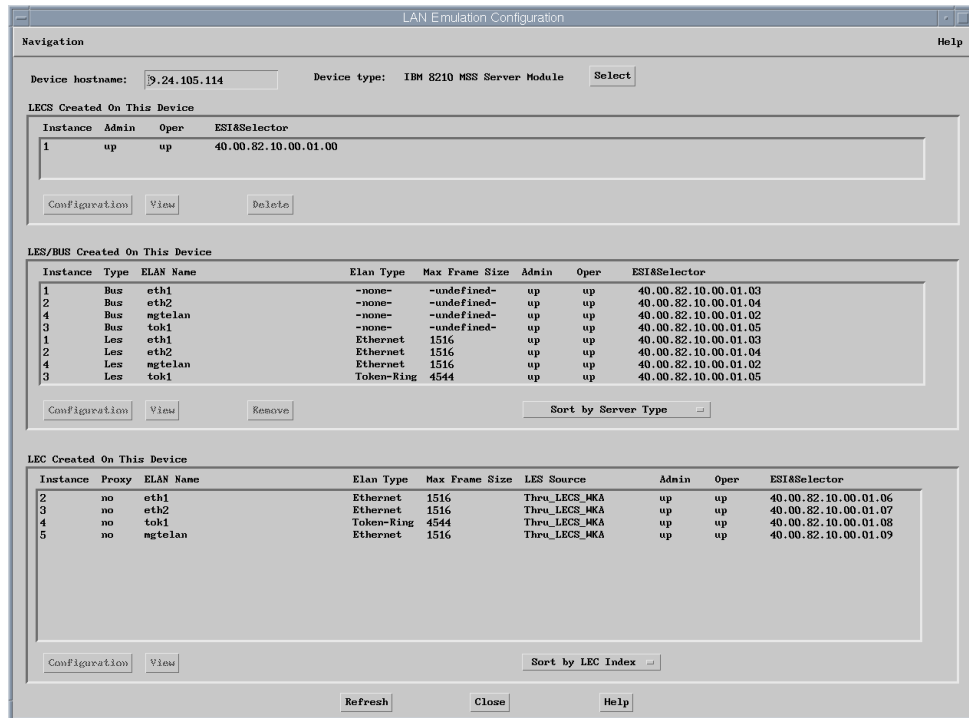 LAN Emulation Configuration
Navigation Help
Device hostname: 9.24.105.114 Device type: IBM 8210 MSS Server Module Select
LECS Created On This Device
Instance Admin Oper ESI&Selector
1 up up 40.00.82.10.00.01.00
Configuration View Delete
LES/BUS Created On This Device
Instance Type ELAN Name Elan Type Max Frame Size Admin Oper ESI&Selector
1 Bus eth1 -none- -undefined- up up 40.00.82.10.00.01.03
2 Bus eth2 -none- -undefined- up up 40.00.82.10.00.01.04
4 Bus mgtelan -none- -undefined- up up 40.00.82.10.00.01.02
3 Bus tok1 -none- -undefined- up up 40.00.82.10.00.01.05
1 Les eth1 Ethernet 1516 up up 40.00.82.10.00.01.03
2 Les eth2 Ethernet 1516 up up 40.00.82.10.00.01.04
4 Les mgtelan Ethernet 1516 up up 40.00.82.10.00.01.02
3 Les tok1 Token-Ring 4544 up up 40.00.82.10.00.01.05
Configuration View Remove Sort by Server Type
LEC Created On This Device
Instance Proxy ELAN Name Elan Type Max Frame Size LES Source Admin Oper ESI&Selector
2 no eth1 Ethernet 1516 Thru_LECS_WKA up up 40.00.82.10.00.01.06
3 no eth2 Ethernet 1516 Thru_LECS_WKA up up 40.00.82.10.00.01.07
4 no tok1 Token-Ring 4544 Thru_LECS_WKA up up 40.00.82.10.00.01.08
5 no mgtelan Ethernet 1516 Thru_LECS_WKA up up 40.00.82.10.00.01.09
Configuration View Sort by LEC Index
Refresh Close Help